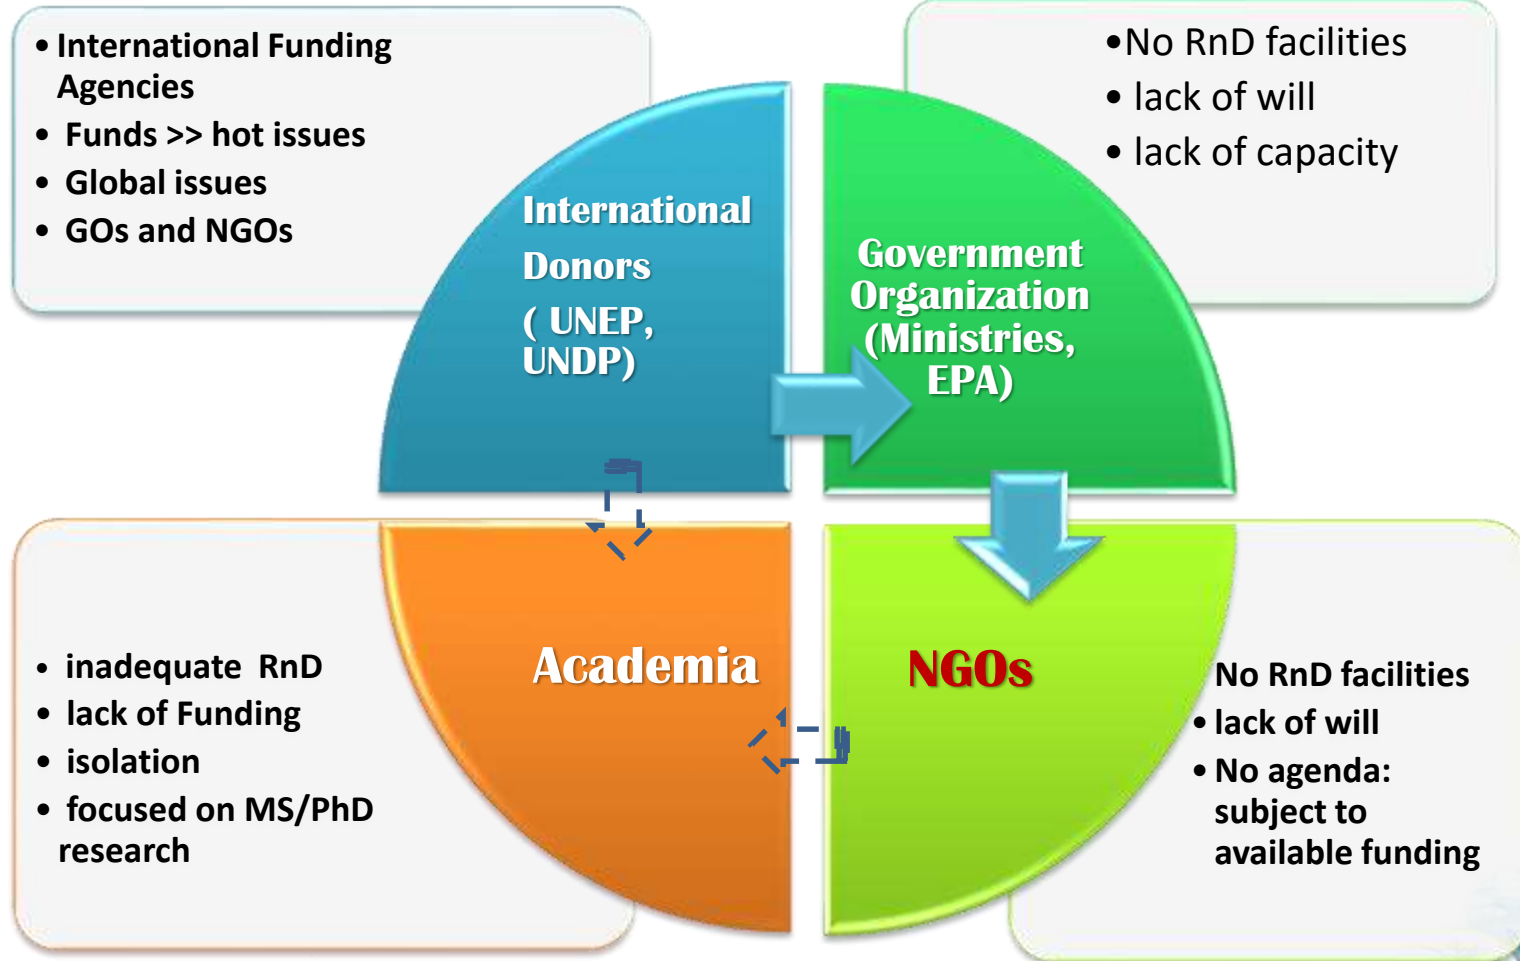 • International Funding
Agencies
• Funds >> hot issues
• Global issues
• GOs and NGOs
•No RnD facilities
• lack of will
• lack of capacity
International
Donors
( UNEP,
UNDP)
Government
Organization
(Ministries,
EPA)
Academia
NGOs
• inadequate RnD
• lack of Funding
• isolation
• focused on MS/PhD
research
No RnD facilities
• lack of will
• No agenda:
subject to
available funding